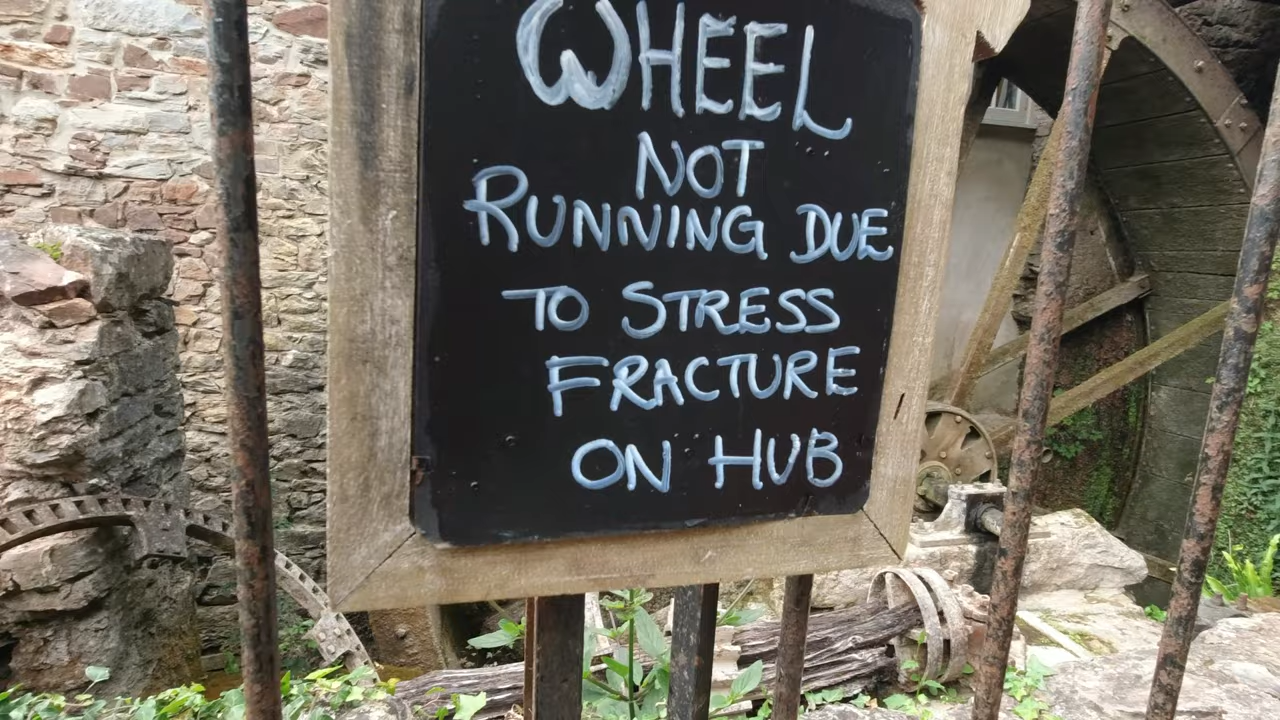 WHEEL
NOT
RUNNING DUE
TO STRESS
FRACTURE
ON HUB